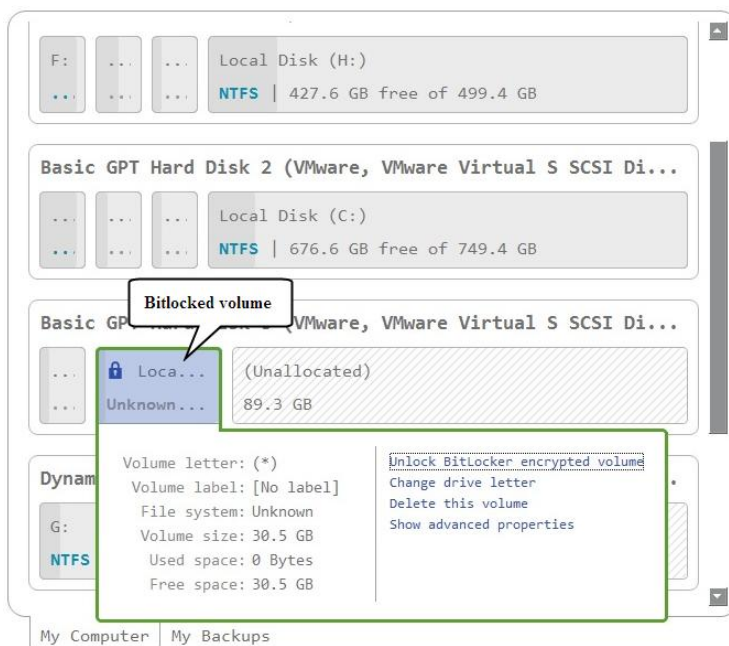 F: ... ... Local Disk (H:)
... ... ... NTFS | 427.6 GB free of 499.4 GB
Basic GPT Hard Disk 2 (VMware, VMware Virtual S SCSI Di...
... ... ... Local Disk (C:)
... ... ... NTFS | 676.6 GB free of 749.4 GB
Bitlocked volume
Basic GPT (VMware, VMware Virtual S SCSI Di...
... Loca... (Unallocated)
... Unknown... 89.3 GB
Dynam
G:
NTFS
Volume letter: (*)
Volume label: [No label]
File system: Unknown
Volume size: 30.5 GB
Used space: 0 Bytes
Free space: 30.5 GB
Unlock BitLocker encrypted volume
Change drive letter
Delete this volume
Show advanced properties
My Computer My Backups